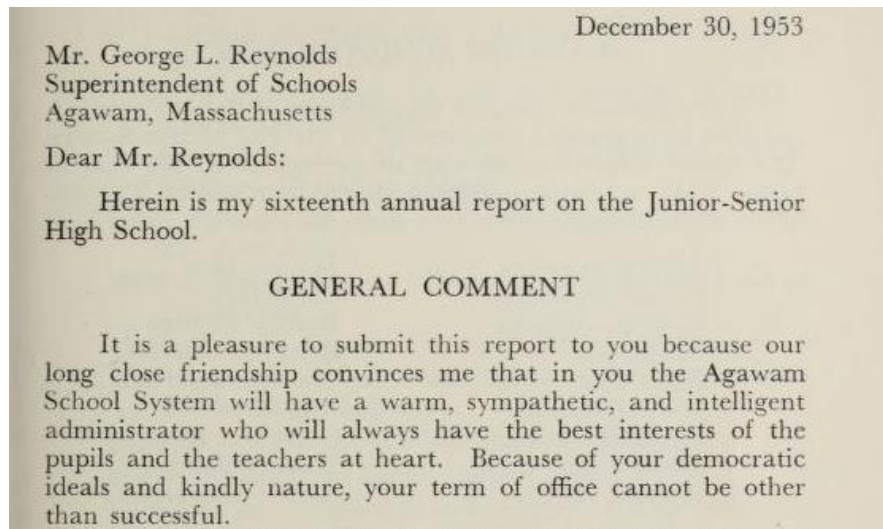 December 30, 1953
Mr. George L. Reynolds
Superintendent of Schools
Agawam, Massachusetts
Dear Mr. Reynolds:
Herein is my sixteenth annual report on the Junior-Senior
High School.
GENERAL COMMENT
It is a pleasure to submit this report to you because our
long close friendship convinces me that in you the Agawam
School System will have a warm, sympathetic, and intelligent
administrator who will always have the best interests of the
pupils and the teachers at heart. Because of your democratic
ideals and kindly nature, your term of office cannot be other
than successful.